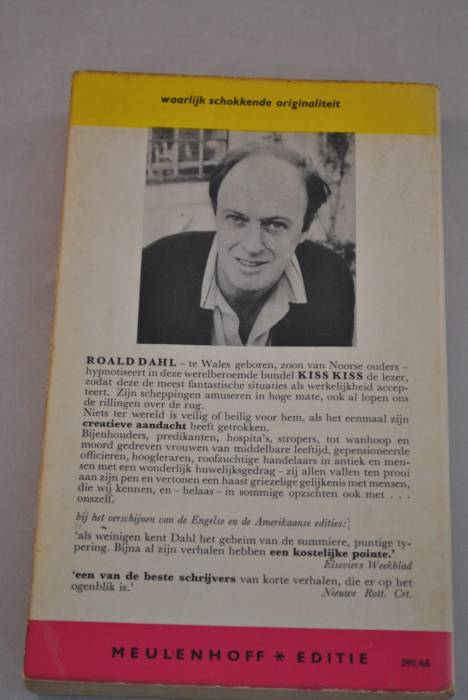 waarlijk schokkende originaliteit
ROALD DAHL – te Wales geboren, zoon van Noorse ouders –
hypnotiseert in deze werelberoemde bundel KISS KISS de lezer,
zodat deze de meest fantastische situaties als werkelijkheid accep-
teert. Zijn scheppingen amuseren in hoge mate, ook al lopen ons
de rillingen over de rug.
Niets ter wereld is veilig of heilig voor hem, als het eenmaal zijn
creatieve aandacht heeft getrokken.
Bijenhouders, predikanten, hospita's, stropers, tot wanhoop en
moord gedreven vrouwen van middelbare leeftijd, gepensioneerde
officieren, hoogleraren, roofzuchtige handelaars in antiek en men-
sen met een wonderlijk huwelijksgedrag – zij allen vallen ten prooi
aan zijn pen en vertonen een haast griezelige gelijkenis met mensen,
die wij kennen, en – helaas – in sommige opzichten ook met . . .
onszelf.
bij het verschijnen van de Engelse en de Amerikaanse edities:
'als weinigen kent Dahl het geheim van de summiere, puntige ty-
pering. Bijna al zijn verhalen hebben een kostelijke pointe.'
Elseviers Weekblad
'een van de beste schrijvers van korte verhalen, die er op het
ogenblik is.'
Nieuwe Rott. Crt.
MEULENHOFF * EDITIE
390/68